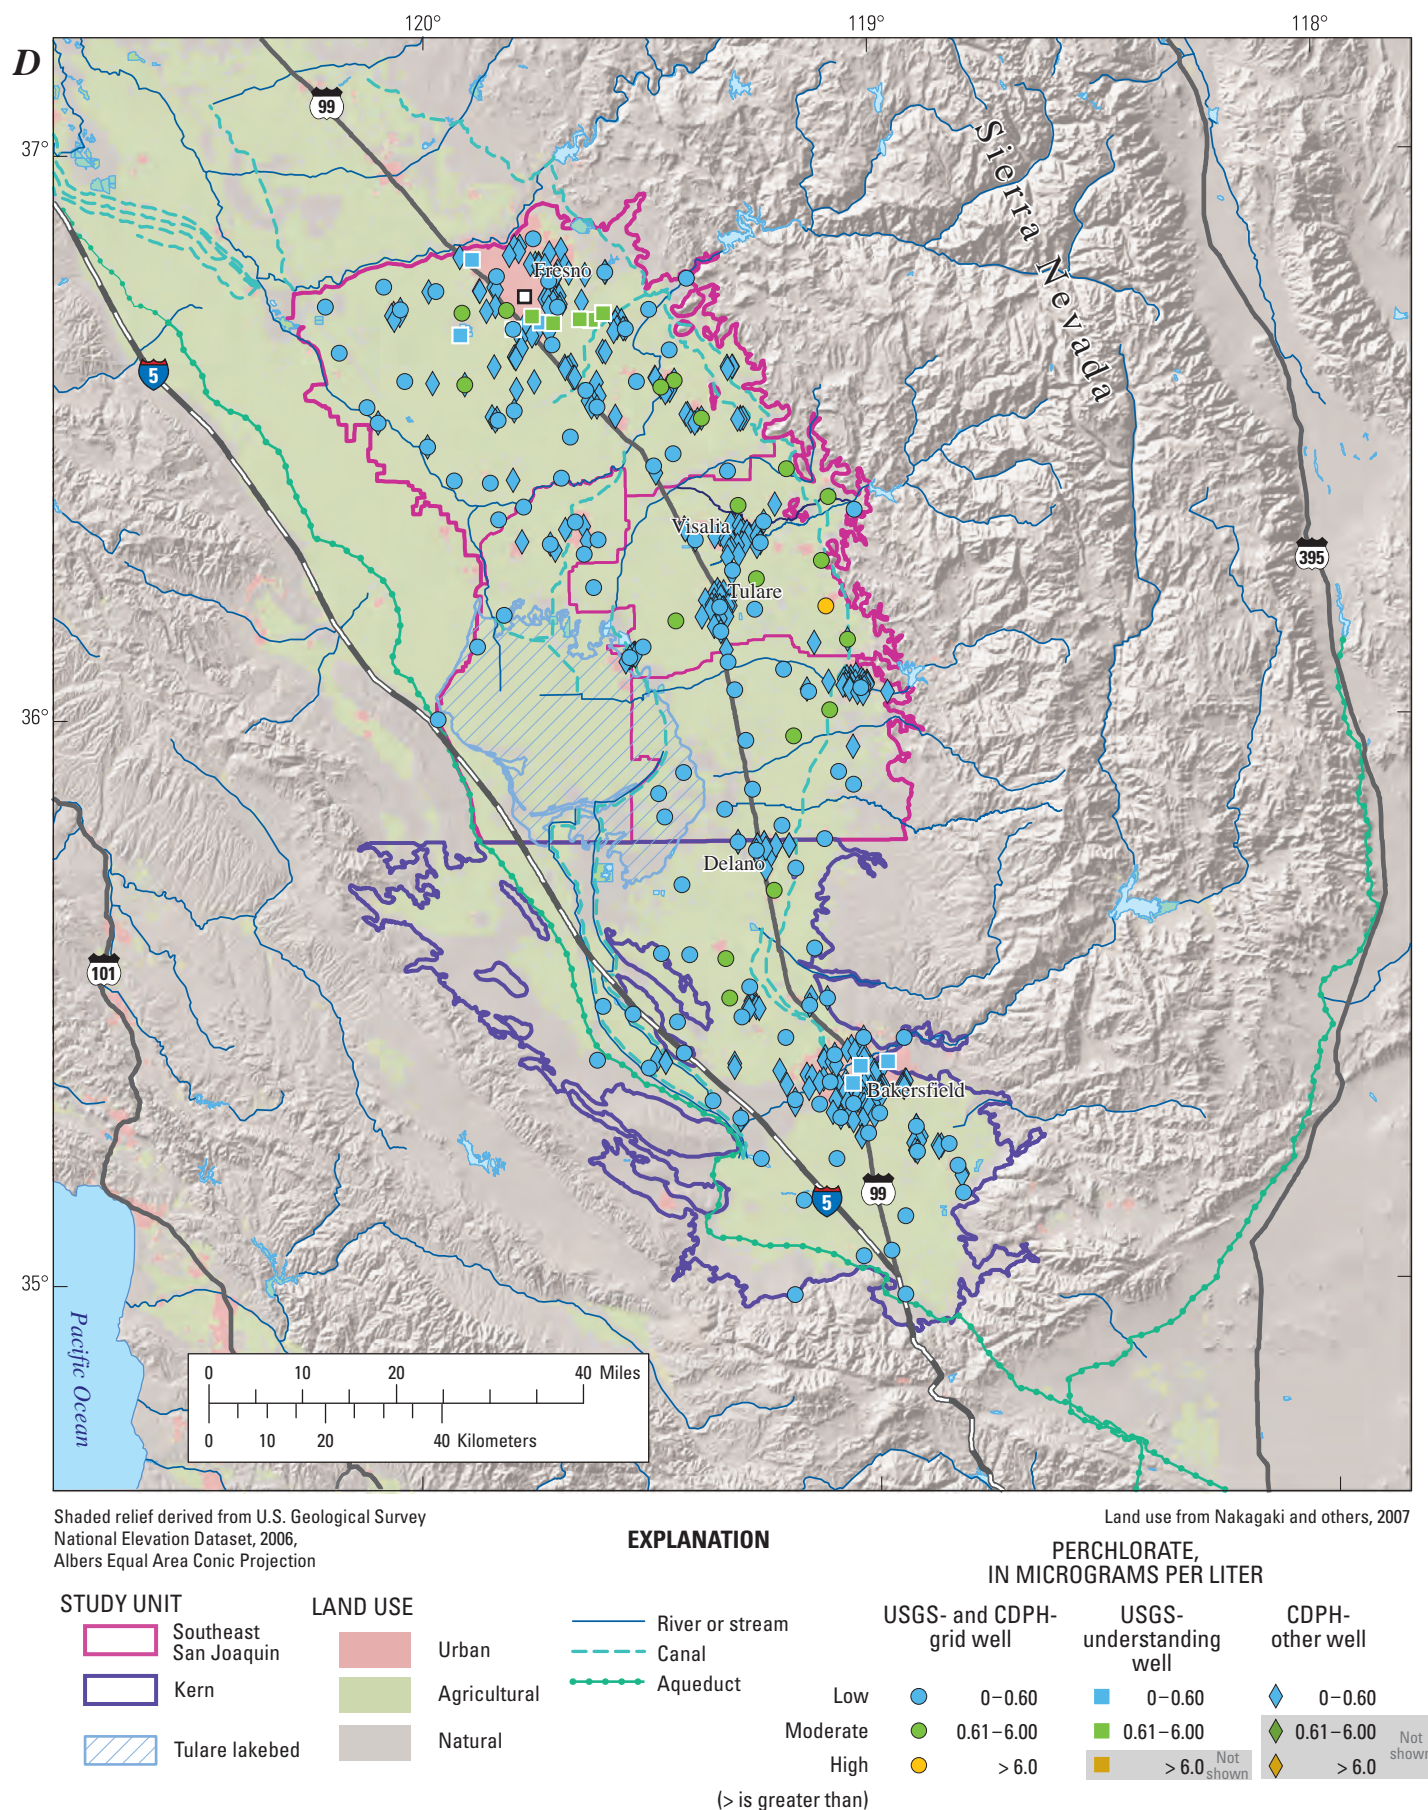 120°
119°
118°
D
99
37°
Sierra Nevada
Fresno
5
Visalia
395
Tulare
36°
Delano
101
Bakersfield
99
5
35°
Pacific Ocean
0 10 20 40 Miles
0 10 20 40 Kilometers
Shaded relief derived from U.S. Geological Survey
National Elevation Dataset, 2006,
Albers Equal Area Conic Projection
Land use from Nakagaki and others, 2007
EXPLANATION
STUDY UNIT
Southeast
San Joaquin
Kern
Tulare lakebed
LAND USE
Urban
Agricultural
Natural
River or stream
Canal
Aqueduct
PERCHLORATE,
IN MICROGRAMS PER LITER
USGS- and CDPH-
grid well
USGS-
understanding
well
CDPH-
other well
Low 0–0.60 0–0.60 0–0.60
Moderate 0.61–6.00 0.61–6.00 0.61–6.00
High > 6.0 > 6.0 Not shown > 6.0 Not shown
(> is greater than)